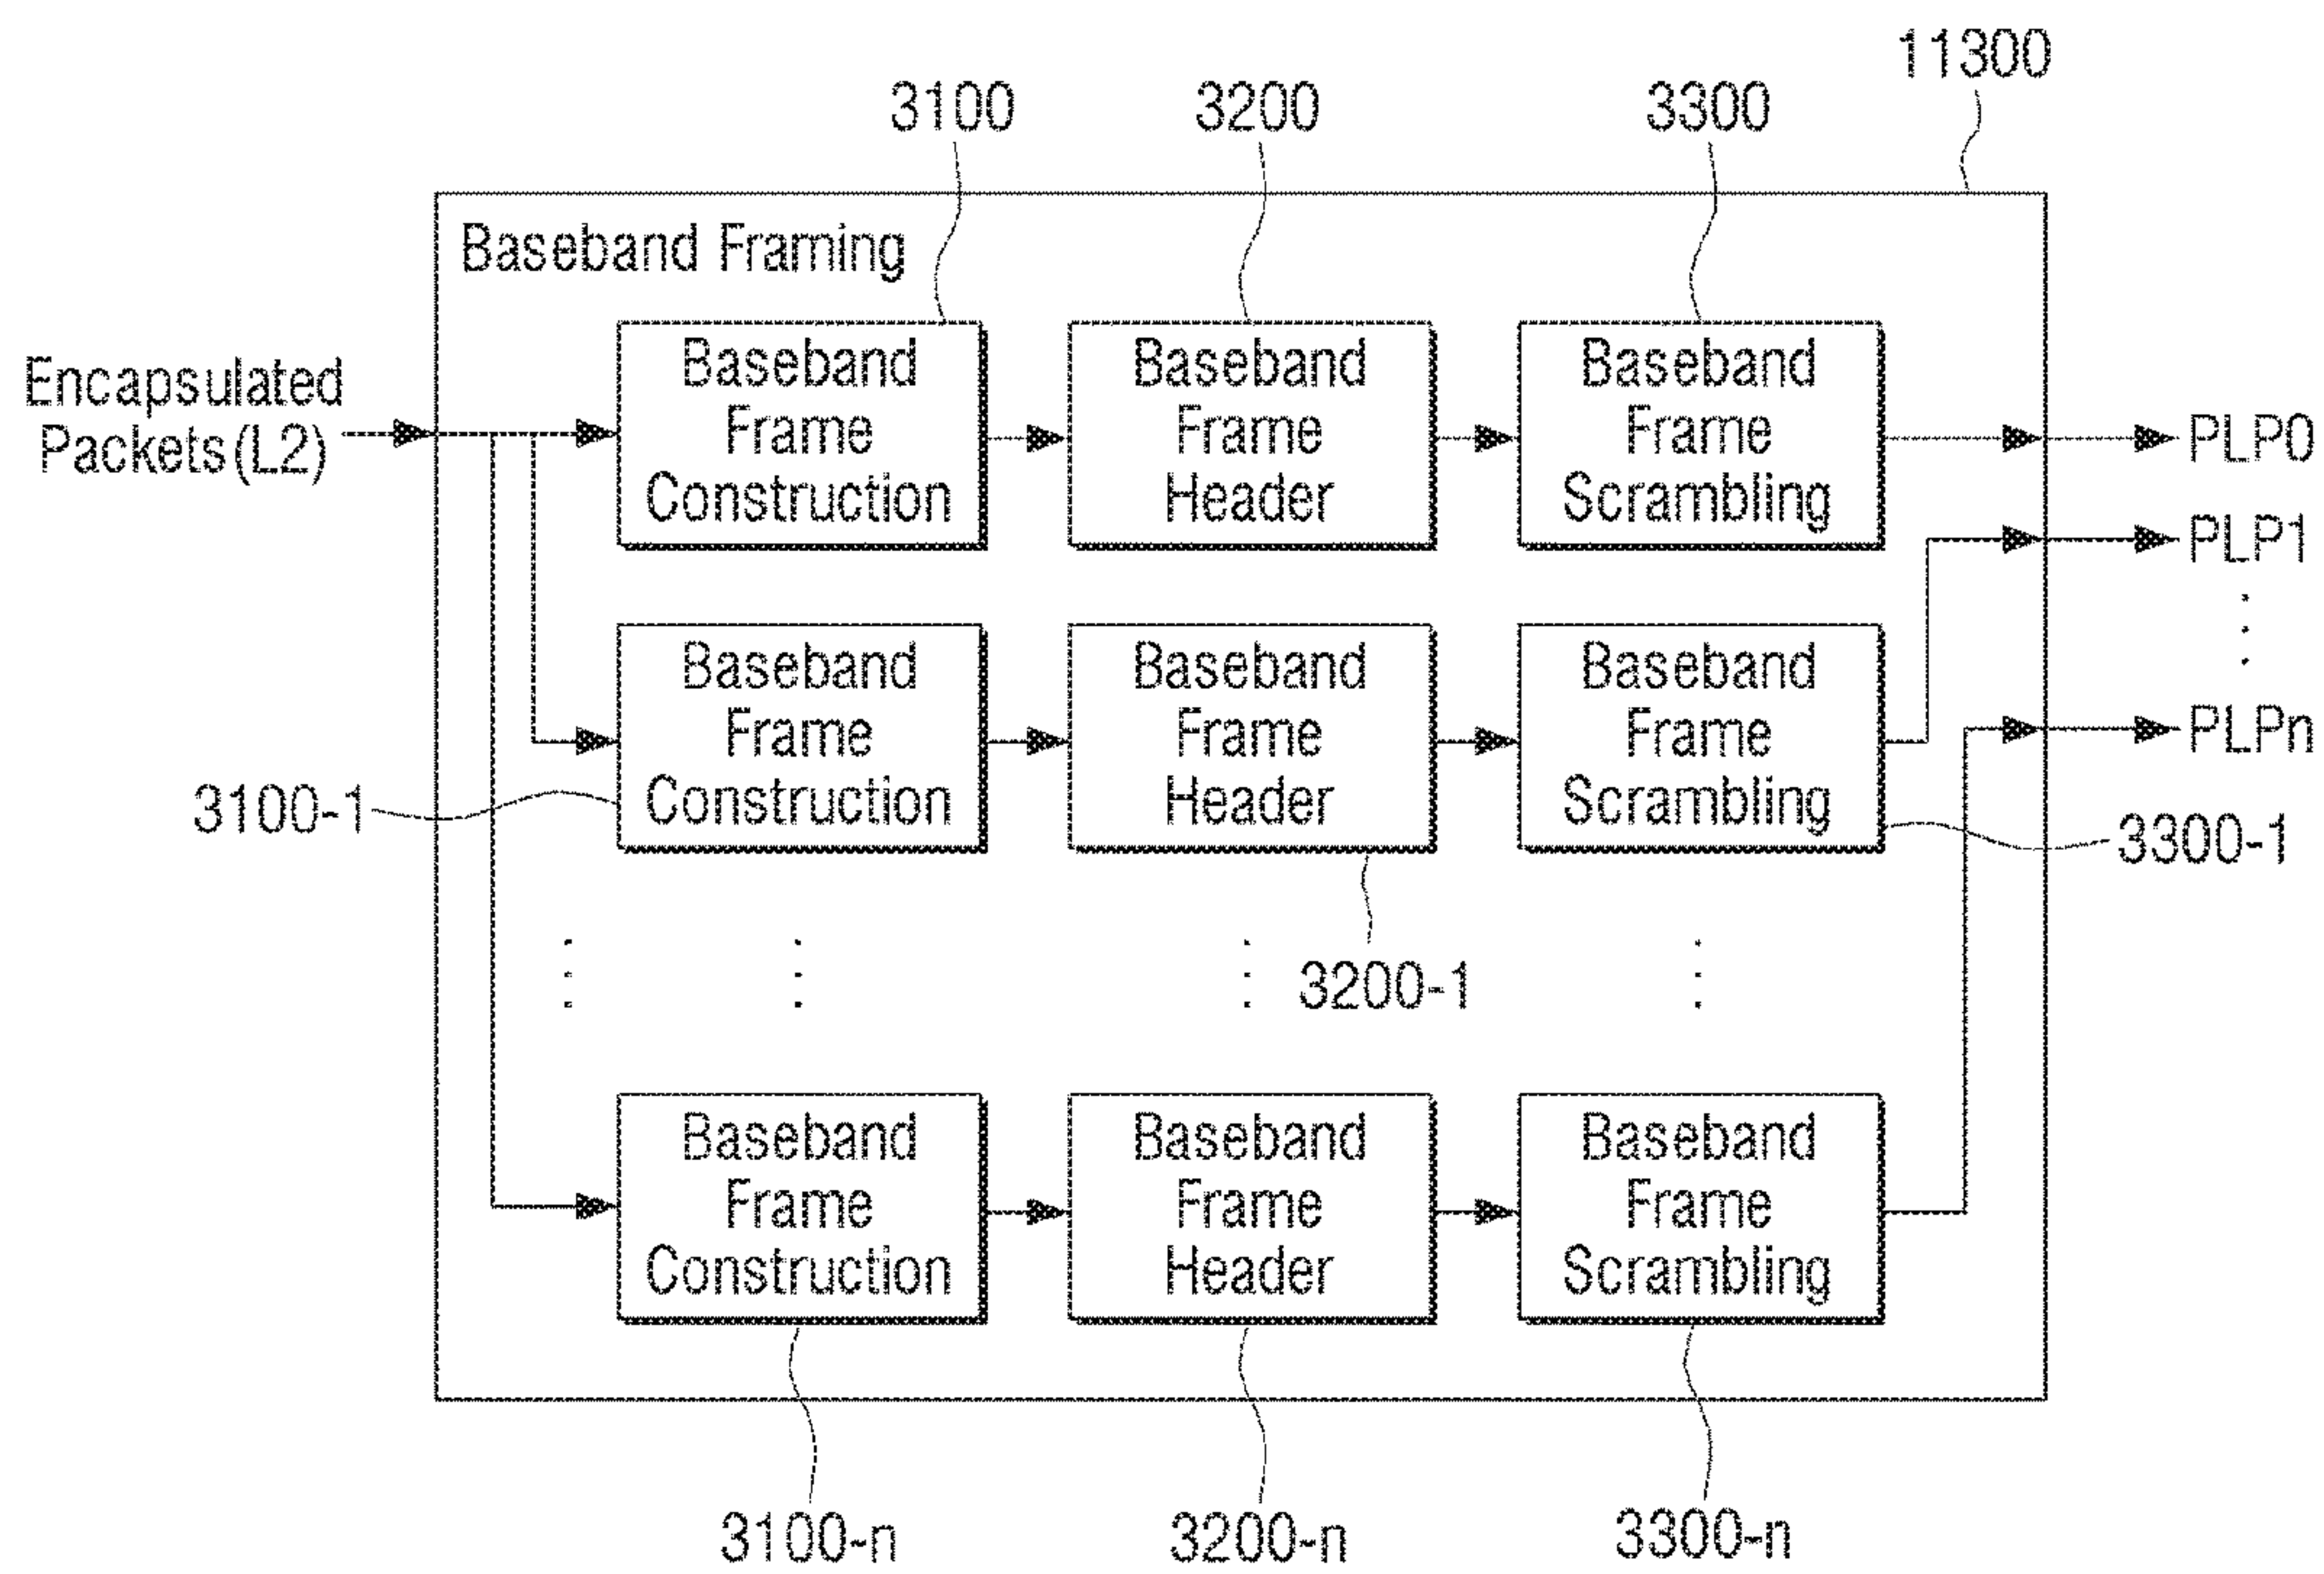 11300
3100
3200
3300
Baseband Framing
Encapsulated
Packets(L2)
Baseband
Frame
Construction
Baseband
Frame
Header
Baseband
Frame
Scrambling
PLP0
PLP1
PLPn
Baseband
Frame
Construction
Baseband
Frame
Header
Baseband
Frame
Scrambling
3100-1
3300-1
3200-1
Baseband
Frame
Construction
Baseband
Frame
Header
Baseband
Frame
Scrambling
3100-n
3200-n
3300-n